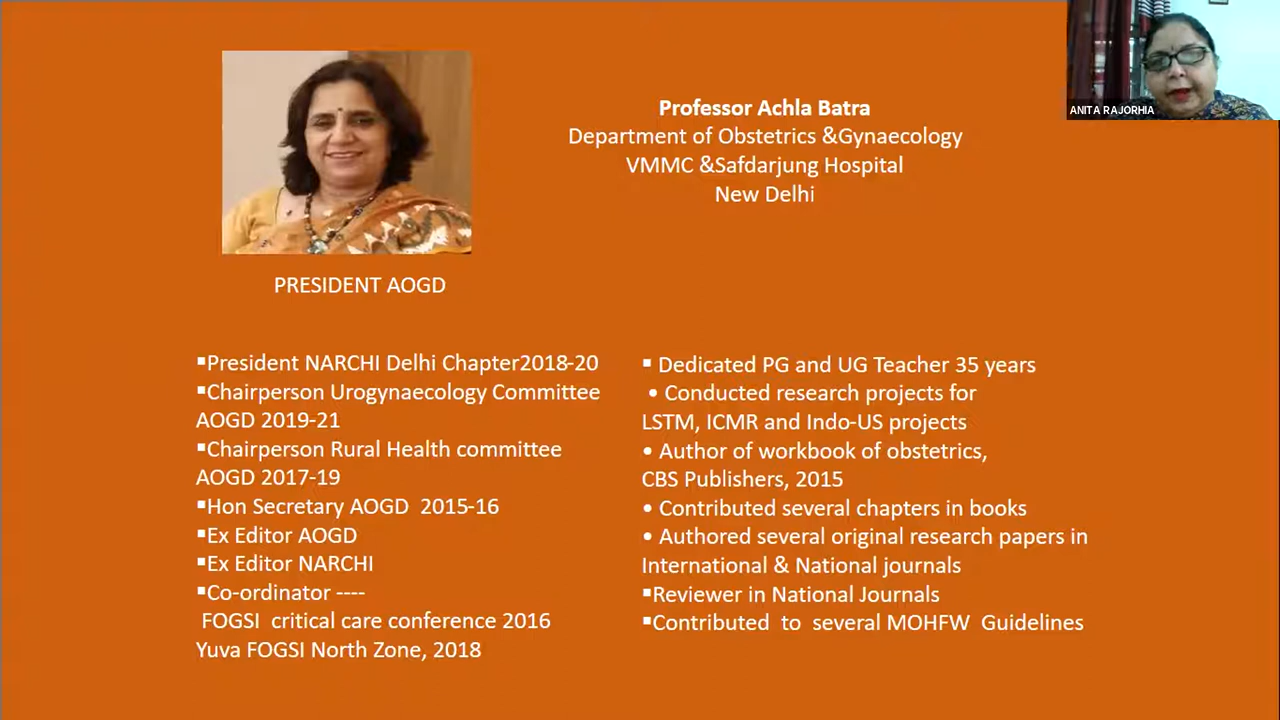 Professor Achla Batra
Department of Obstetrics &Gynaecology
VMMC &Safdarjung Hospital
New Delhi
ANITA RAJORHIA
PRESIDENT AOGD
▪President NARCHI Delhi Chapter2018-20
▪Chairperson Urogynaecology Committee
AOGD 2019-21
▪Chairperson Rural Health committee
AOGD 2017-19
▪Hon Secretary AOGD 2015-16
▪Ex Editor AOGD
▪Ex Editor NARCHI
▪Co-ordinator ----
FOGSI critical care conference 2016
Yuva FOGSI North Zone, 2018
▪ Dedicated PG and UG Teacher 35 years
• Conducted research projects for
LSTM, ICMR and Indo-US projects
• Author of workbook of obstetrics,
CBS Publishers, 2015
• Contributed several chapters in books
• Authored several original research papers in
International & National journals
▪Reviewer in National Journals
▪Contributed to several MOHFW Guidelines